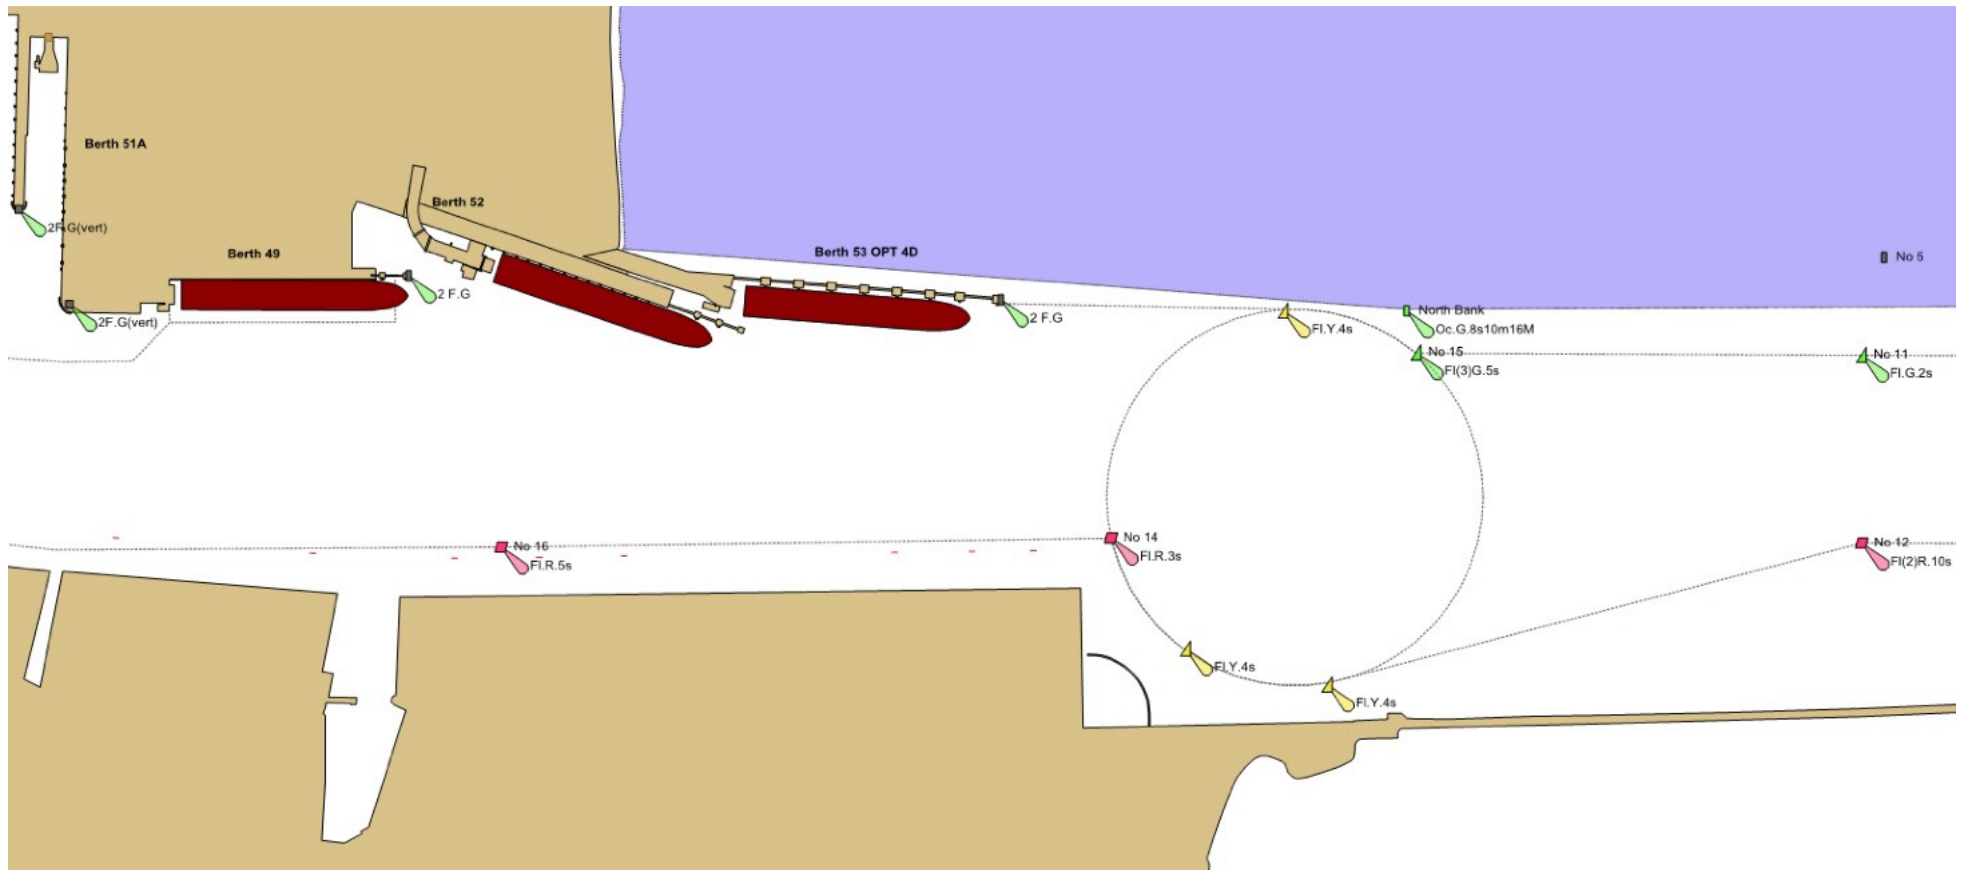 Berth 51A
Berth 52
2F.G(vert)
Berth 49
Berth 53 OPT 4D
No 5
2 F.G
2F.G(vert)
2 F.G
Fl.Y.4s
North Bank
Oc.G.8s10m16M
No 15
Fl(3)G.5s
No 11
Fl.G.2s
No 16
Fl.R.5s
No 14
Fl.R.3s
No 12
Fl(2)R.10s
Fl.Y.4s
Fl.Y.4s